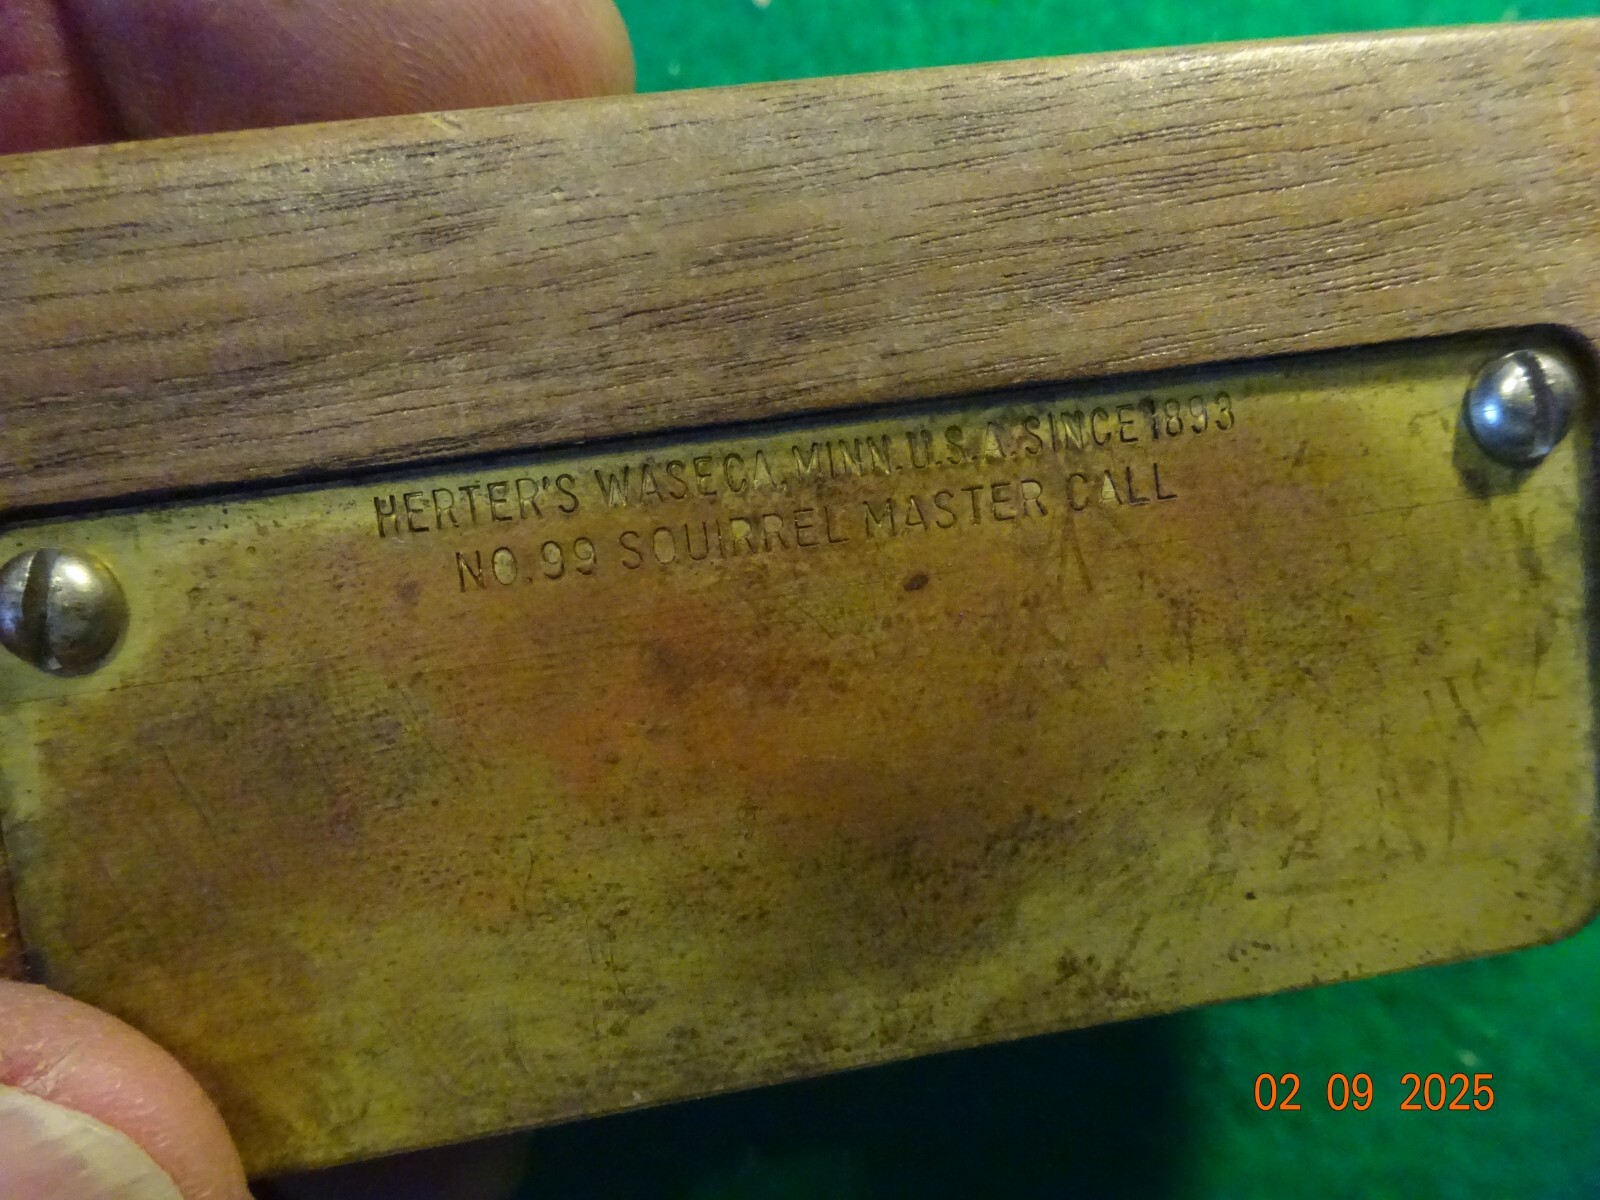 HERTER'S WASECA, MINN. U.S.A. SINCE 1893
NO. 99 SQUIRREL MASTER CALL
02 09 2025